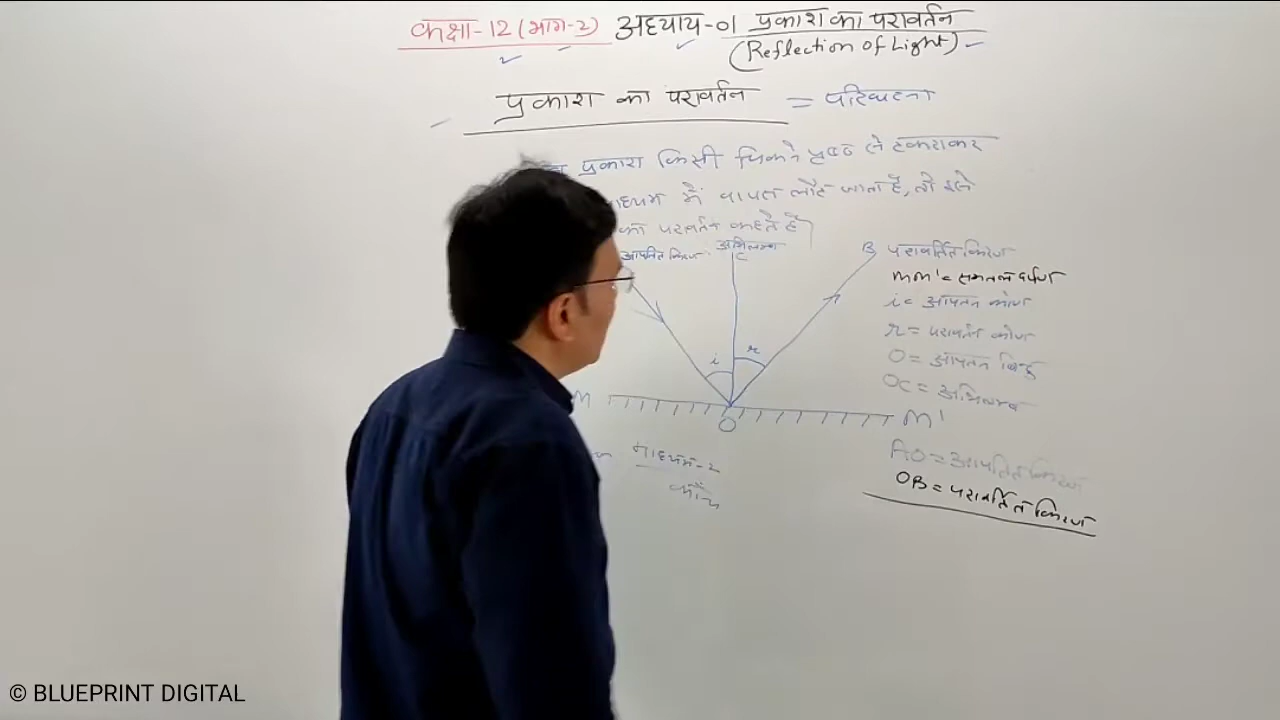 कक्षा-12 (भाग-2) अध्याय-01 प्रकाश का परावर्तन
(Reflection of Light)
प्रकाश का परावर्तन = परिघटना
प्रकाश किसी चिकने पृष्ठ से टकराकर
माध्यम में वापस लौट जाता है, तो इसे
का परावर्तन कहते हैं
आपतित किरण अभिलम्ब B परावर्तित किरण
C
MM' = समतल दर्पण
i = आपतन कोण
r = परावर्तन कोण
i r
O = आपतन बिन्दु
OC = अभिलम्ब
M M'
O
माध्यम-2
काँच
AO = आपतित किरण
OB = परावर्तित किरण
© BLUEPRINT DIGITAL